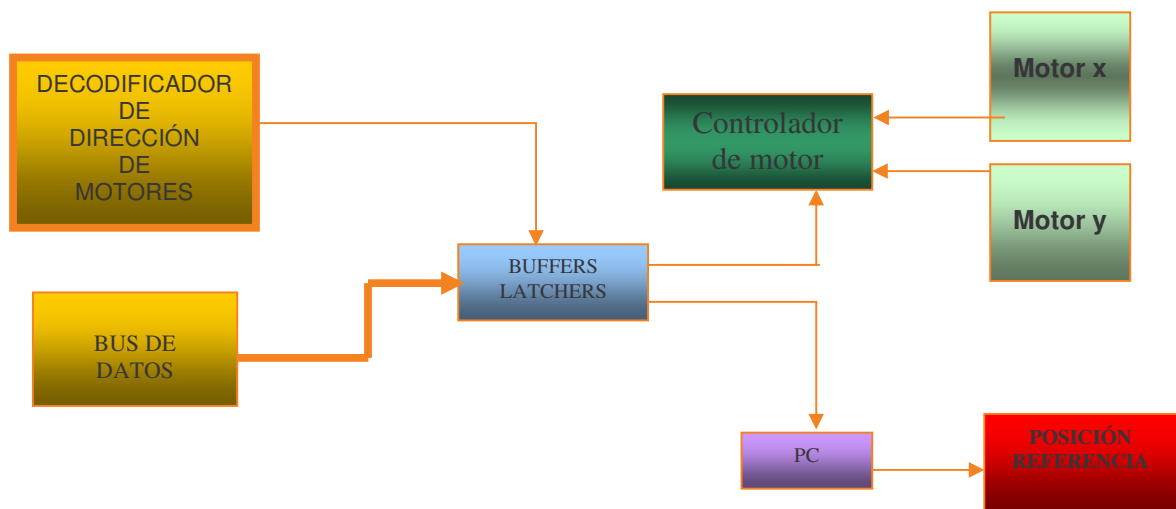 DECODIFICADOR
DE
DIRECCIÓN
DE
MOTORES
BUS DE
DATOS
BUFFERS
LATCHERS
Controlador
de motor
Motor x
Motor y
PC
POSICIÓN
REFERENCIA